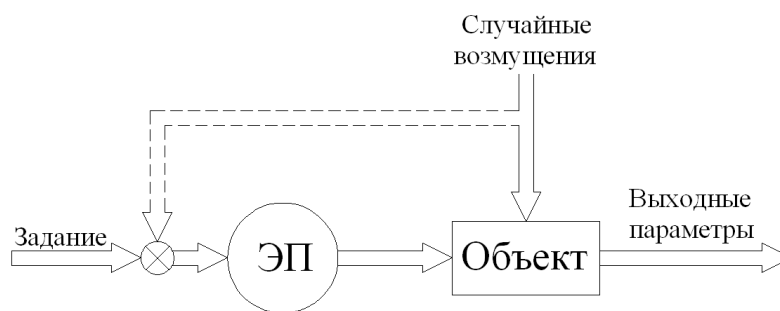 Случайные
возмущения
Задание
ЭП
Объект
Выходные
параметры